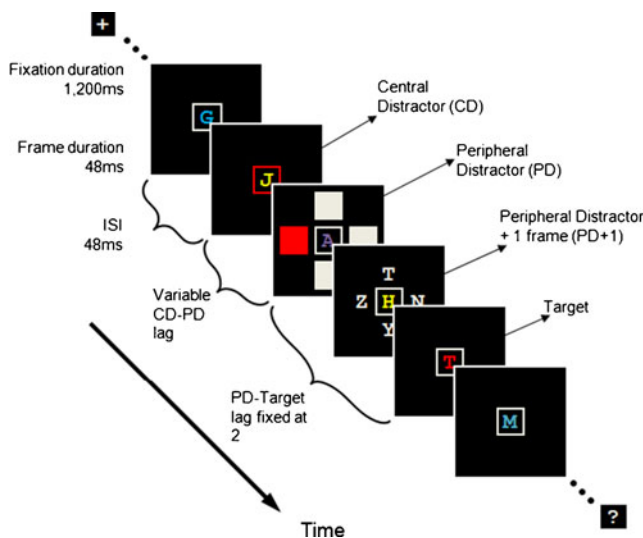 +
Fixation duration
1,200ms
G
Central
Distractor (CD)
Frame duration
48ms
J
Peripheral
Distractor (PD)
A
ISI
48ms
Peripheral Distractor
+ 1 frame (PD+1)
T
Z H N
Y
Variable
CD-PD
lag
Target
T
PD-Target
lag fixed at
2
M
?
Time